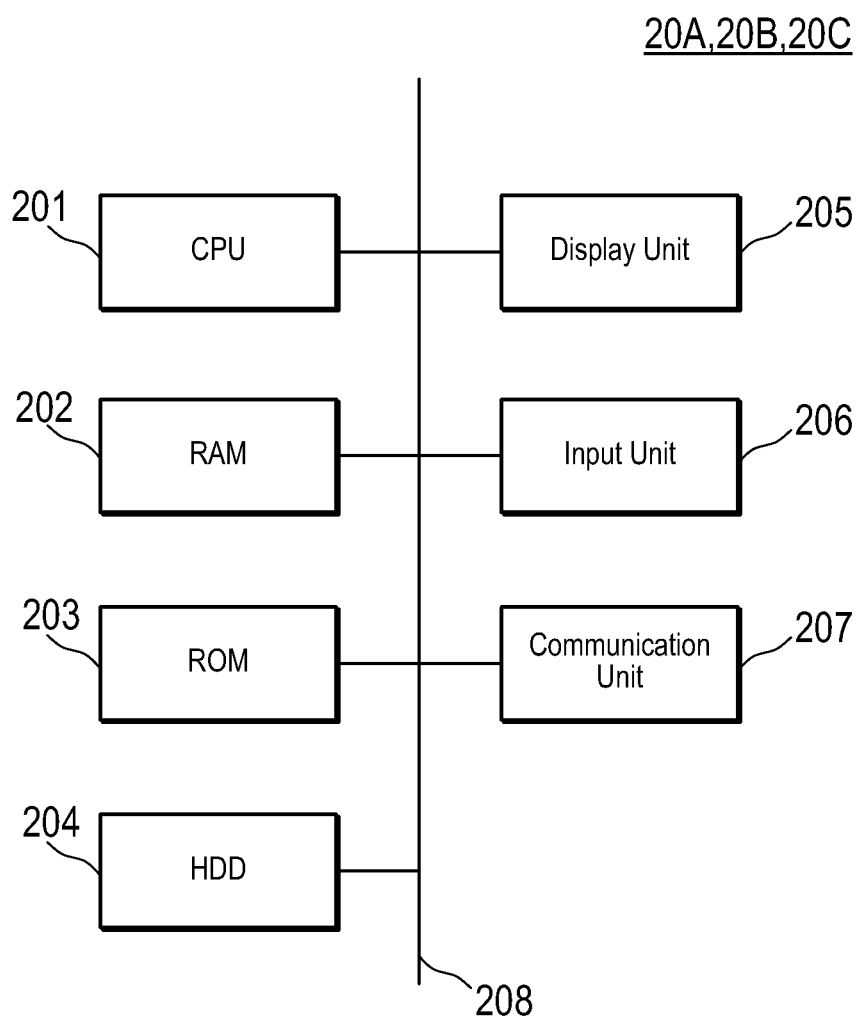 20A,20B,20C
201
CPU
Display Unit
205
202
RAM
Input Unit
206
203
ROM
Communication
Unit
207
204
HDD
208